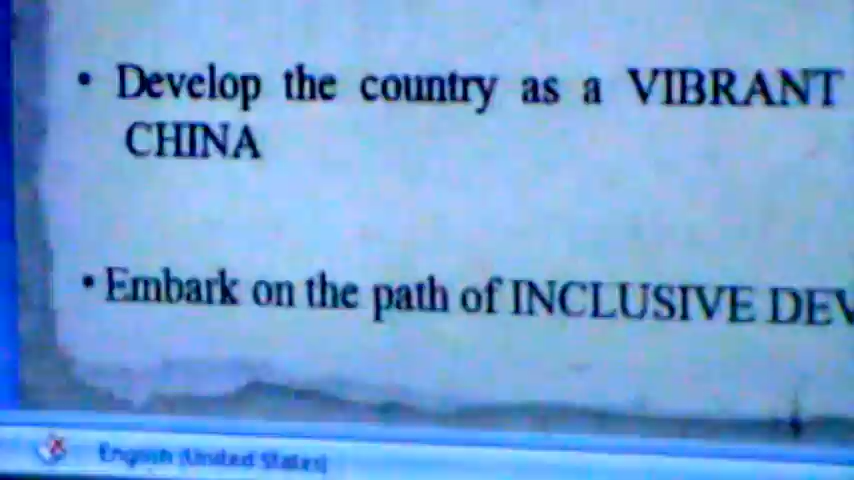 • Develop the country as a VIBRANT
CHINA
• Embark on the path of INCLUSIVE DEV
English (United States)